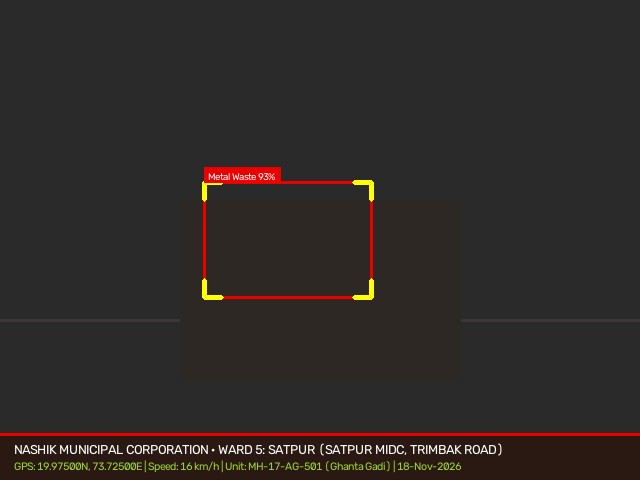 Metal Waste 93%
NASHIK MUNICIPAL CORPORATION • WARD 5: SATPUR (SATPUR MIDC, TRIMBAK ROAD)
GPS: 19.97500N, 73.72500E | Speed: 16 km/h | Unit: MH-17-AG-501 (Ghanta Gadi) | 18-Nov-2026